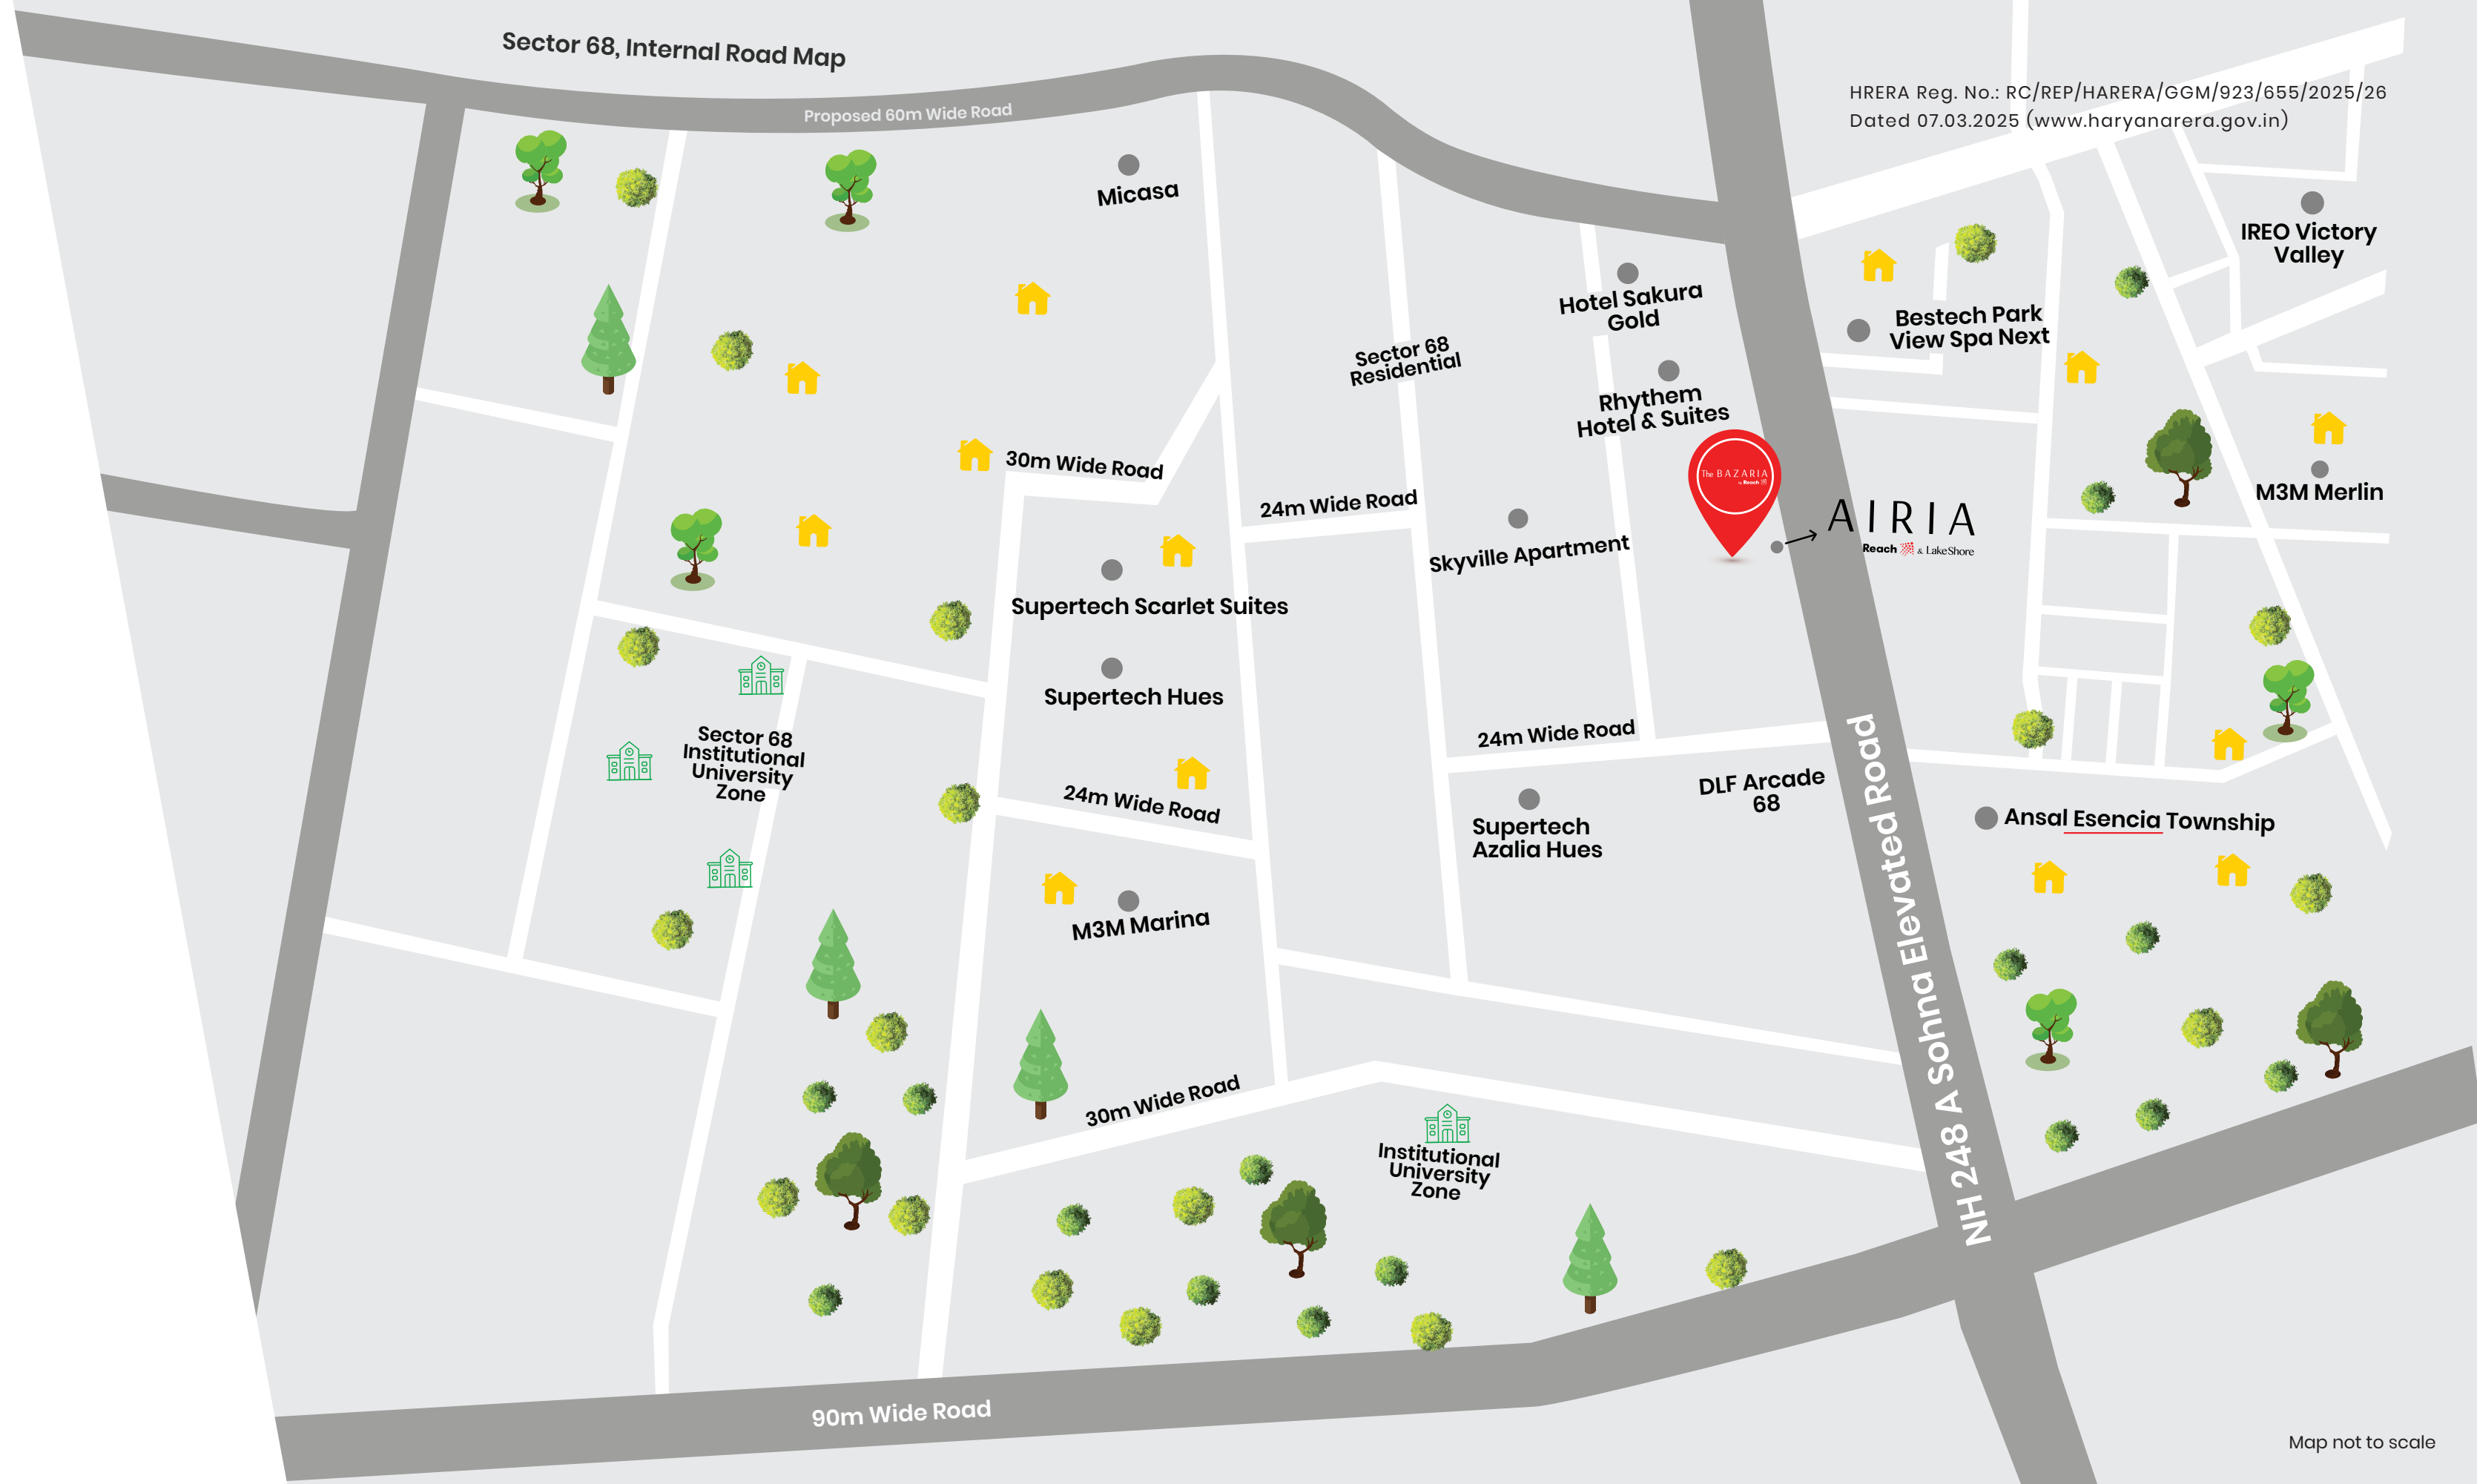 Sector 68, Internal Road Map
Proposed 60m Wide Road
HRERA Reg. No.: RC/REP/HARERA/GGM/923/655/2025/26
Dated 07.03.2025 (www.haryanarera.gov.in)
Micasa
IREO Victory
Valley
Hotel Sakura
Gold
Bestech Park
View Spa Next
Sector 68
Residential
Rhythem
Hotel & Suites
30m Wide Road
24m Wide Road
The BAZARIA
by Reach
M3M Merlin
AIRIA
Reach & LakeShore
Skyville Apartment
Supertech Scarlet Suites
Supertech Hues
Sector 68
Institutional
University
Zone
24m Wide Road
24m Wide Road
DLF Arcade
68
Supertech
Azalia Hues
Ansal Esencia Township
M3M Marina
NH 248 A Sohna Elevated Road
30m Wide Road
Institutional
University
Zone
90m Wide Road
Map not to scale